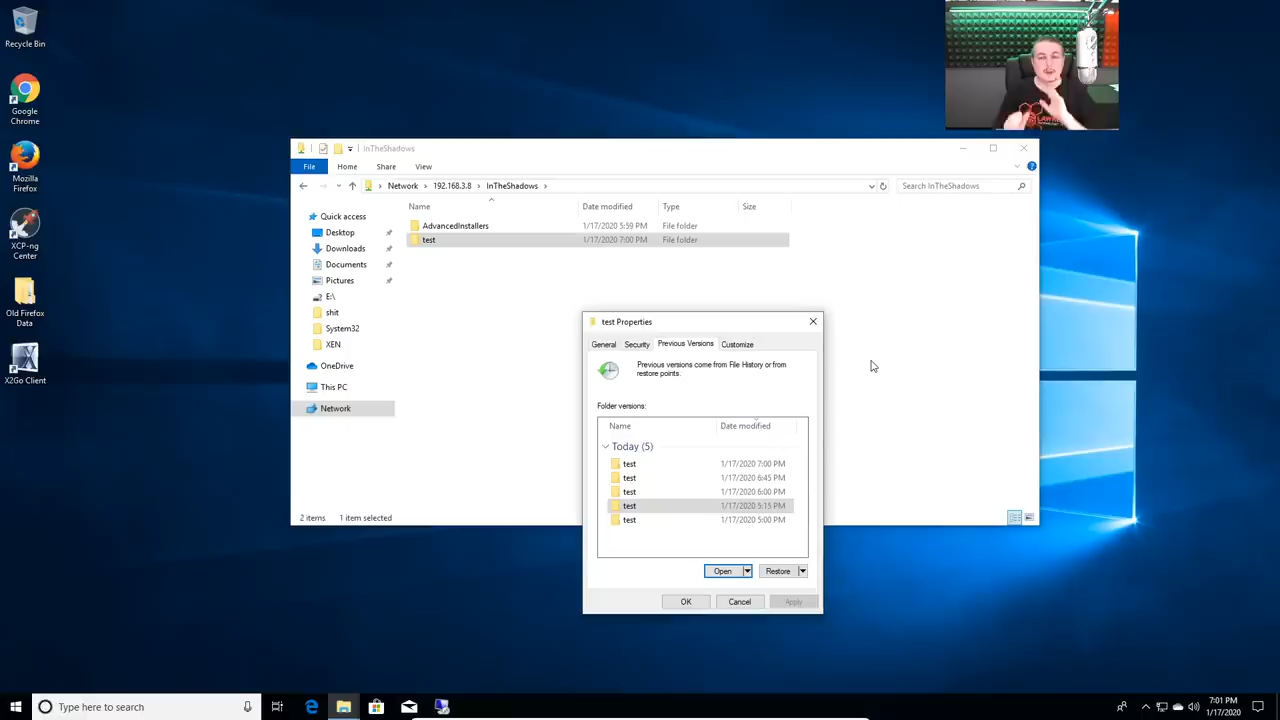 Recycle Bin
Google
Chrome
Mozilla
Firefox
XCP-ng
Center
Old Firefox
Data
X2Go Client
InTheShadows
File Home Share View
Network 192.168.3.8 InTheShadows
Search InTheShadows
Name Date modified Type Size
AdvancedInstallers 1/17/2020 5:59 PM File folder
test 1/17/2020 7:00 PM File folder
Quick access
Desktop
Downloads
Documents
Pictures
E:\
shit
System32
XEN
OneDrive
This PC
Network
2 items 1 item selected
test Properties
General Security Previous Versions Customize
Previous versions come from File History or from
restore points.
Folder versions:
Name Date modified
Today (5)
test 1/17/2020 7:00 PM
test 1/17/2020 6:45 PM
test 1/17/2020 6:00 PM
test 1/17/2020 5:15 PM
test 1/17/2020 5:00 PM
Open Restore
OK Cancel Apply
Type here to search
7:01 PM
1/17/2020